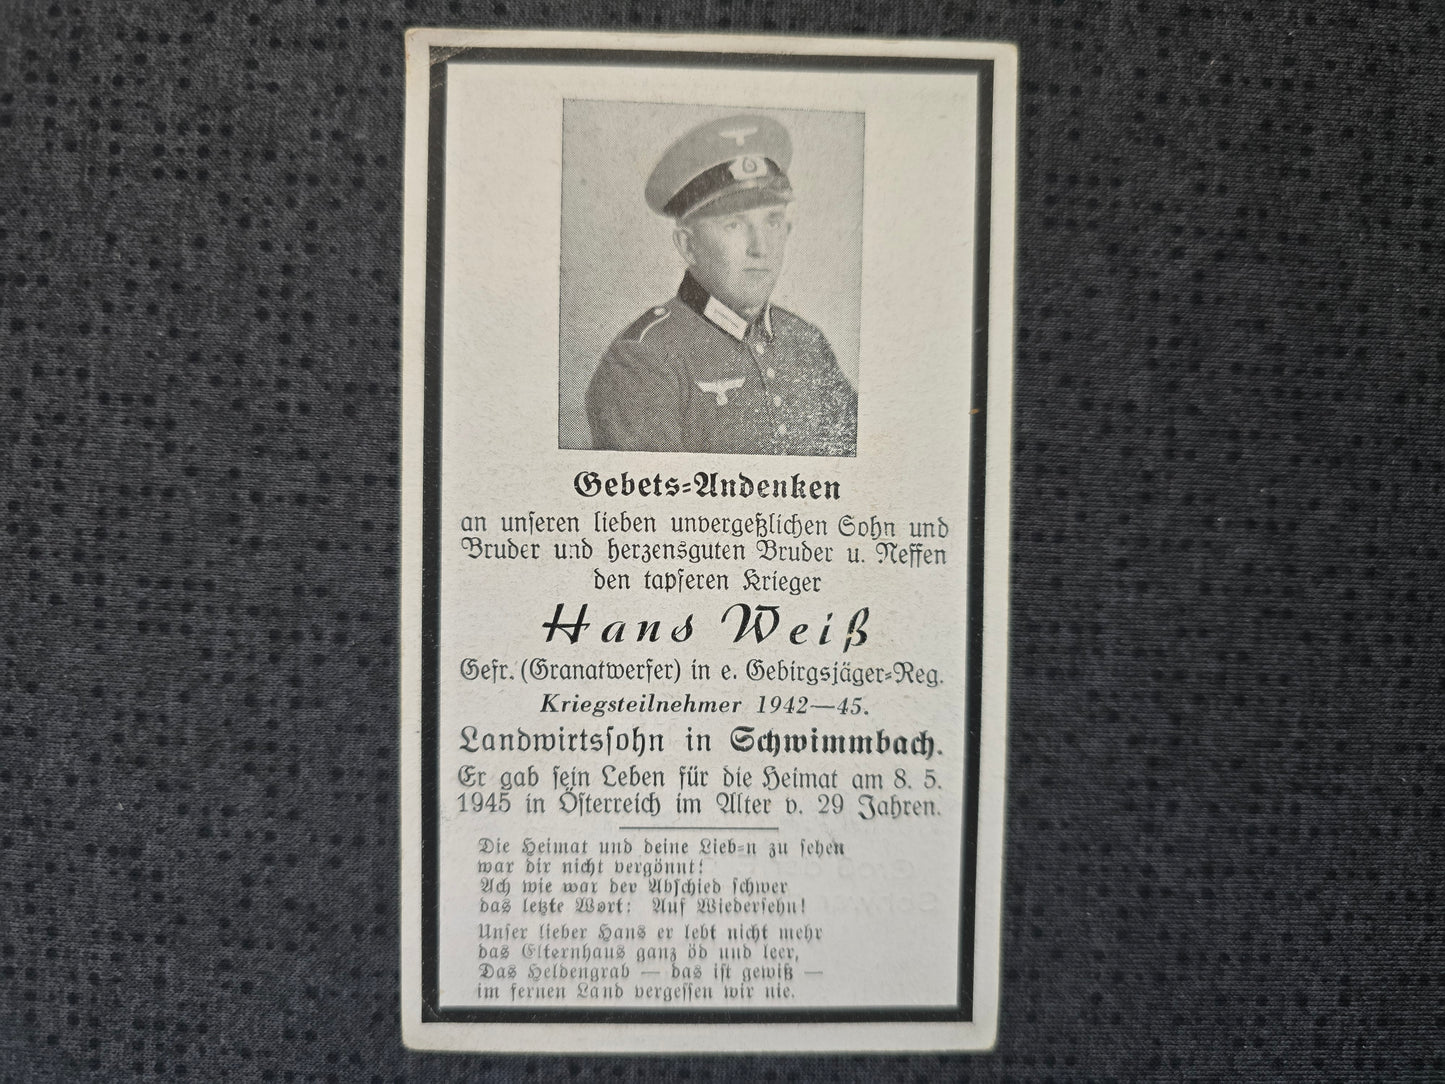 Gebets-Andenken
an unseren lieben unvergeßlichen Sohn und
Bruder und herzensguten Bruder u. Neffen
den tapferen Krieger
Hans Weiß
Gefr. (Granatwerfer) in e. Gebirgsjäger-Reg.
Kriegsteilnehmer 1942—45.
Landwirtssohn in Schwimmbach.
Er gab sein Leben für die Heimat am 8. 5.
1945 in Österreich im Alter v. 29 Jahren.
Die Heimat und deine Lieb=n zu sehen
war dir nicht vergönnt!
Ach wie war der Abschied schwer
das letzte Wort: Auf Wiedersehn!
Unser lieber Hans er lebt nicht mehr
das Elternhaus ganz öd und leer,
Das Heldengrab — das ist gewiß —
im fernen Land vergessen wir nie.